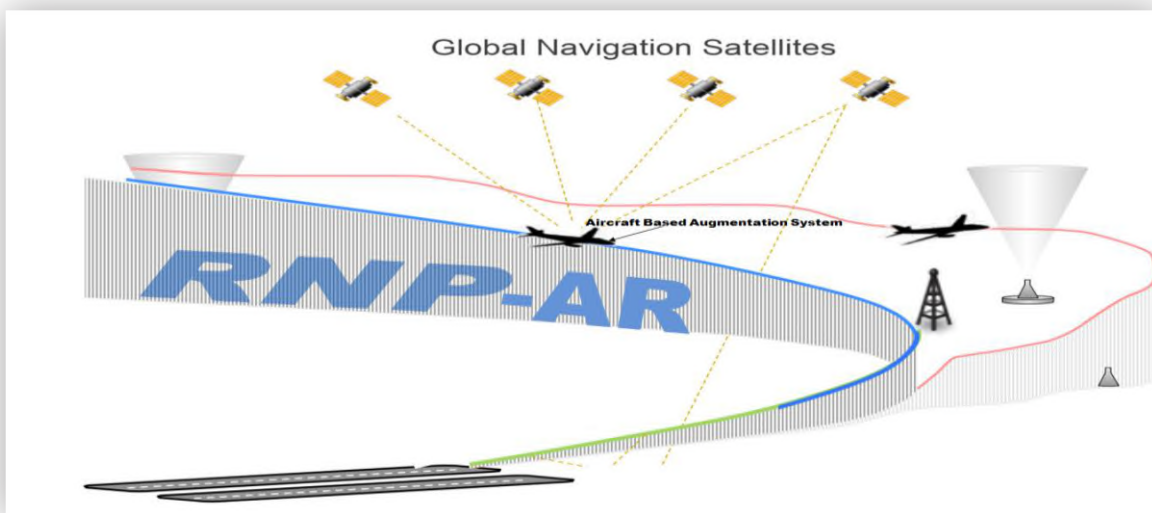 Global Navigation Satellites
Aircraft Based Augmentation System
RNP-AR